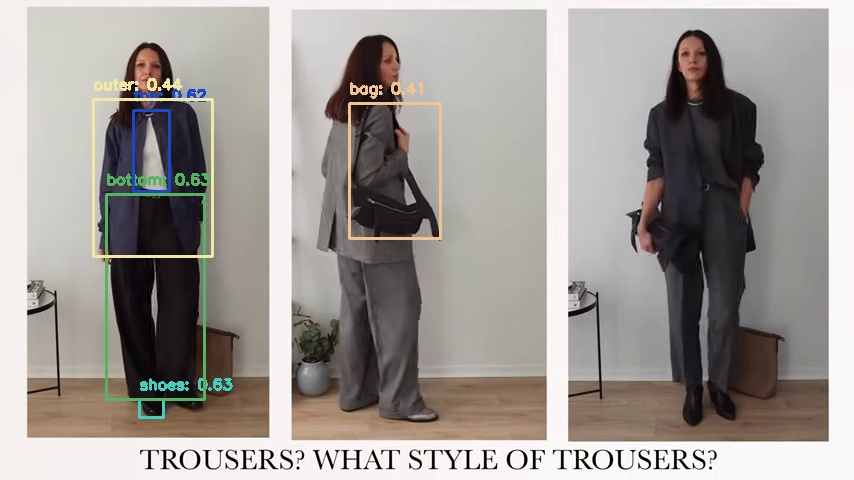 outer: 0.44
top: 0.62
bag: 0.41
bottom: 0.63
shoes: 0.63
TROUSERS? WHAT STYLE OF TROUSERS?